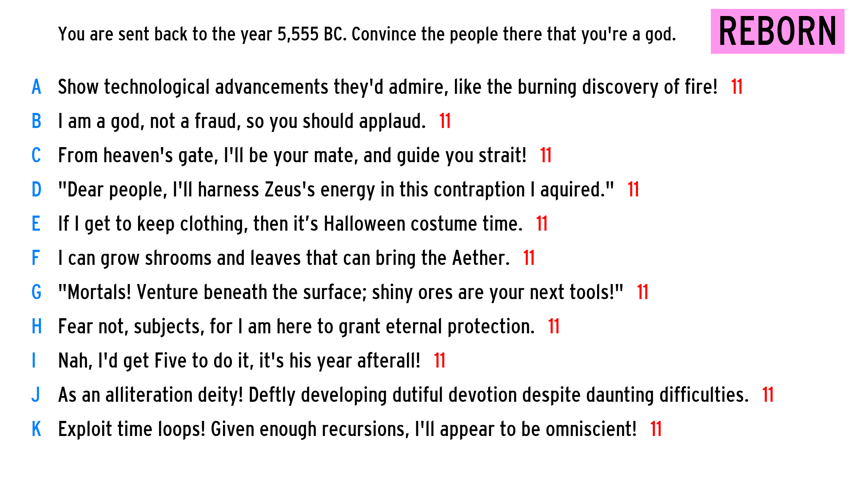 You are sent back to the year 5,555 BC. Convince the people there that you're a god.
REBORN
A Show technological advancements they'd admire, like the burning discovery of fire! 11
B I am a god, not a fraud, so you should applaud. 11
C From heaven's gate, I'll be your mate, and guide you strait! 11
D "Dear people, I'll harness Zeus's energy in this contraption I aquired." 11
E If I get to keep clothing, then it’s Halloween costume time. 11
F I can grow shrooms and leaves that can bring the Aether. 11
G "Mortals! Venture beneath the surface; shiny ores are your next tools!" 11
H Fear not, subjects, for I am here to grant eternal protection. 11
I Nah, I'd get Five to do it, it's his year afterall! 11
J As an alliteration deity! Deftly developing dutiful devotion despite daunting difficulties. 11
K Exploit time loops! Given enough recursions, I'll appear to be omniscient! 11